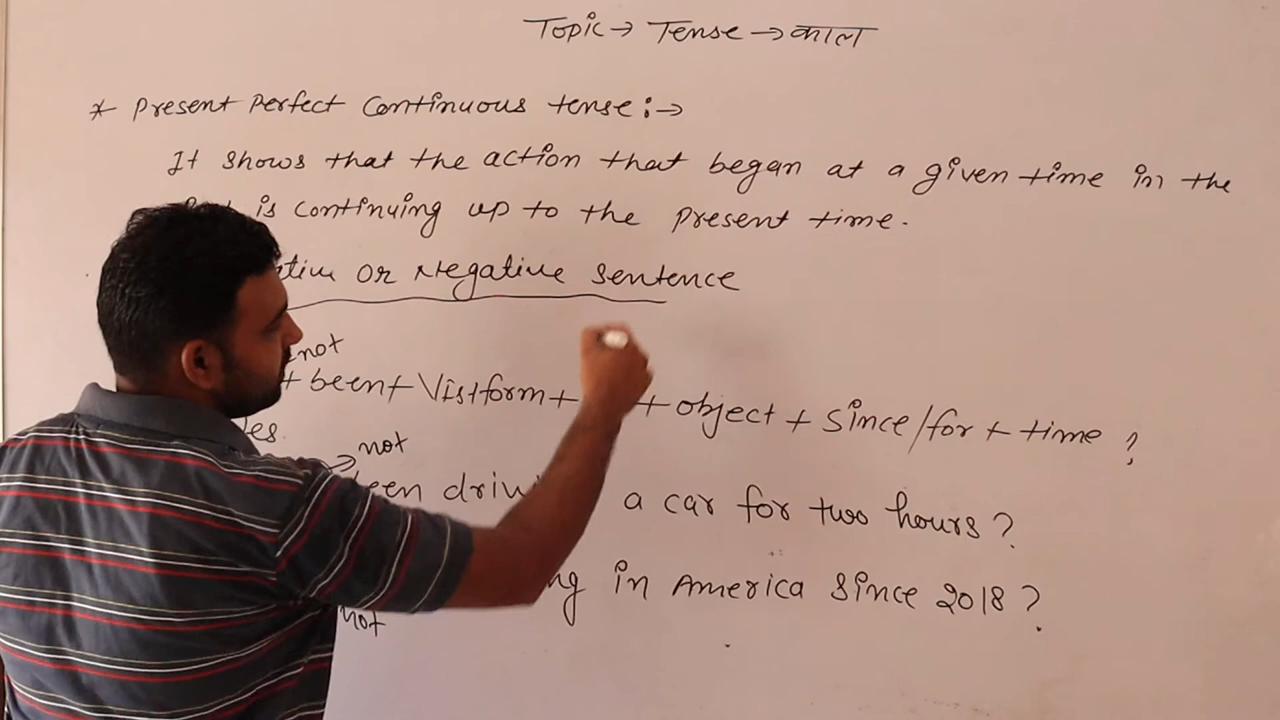 Topic → Tense → काल
* Present Perfect Continuous tense :→
It shows that the action that began at a given time in the
is continuing up to the present time.
or Negative sentence
not
+ been + V1st form + + object + Since/for + time ?
not
a car for two hours ?
in America Since 2018 ?
not